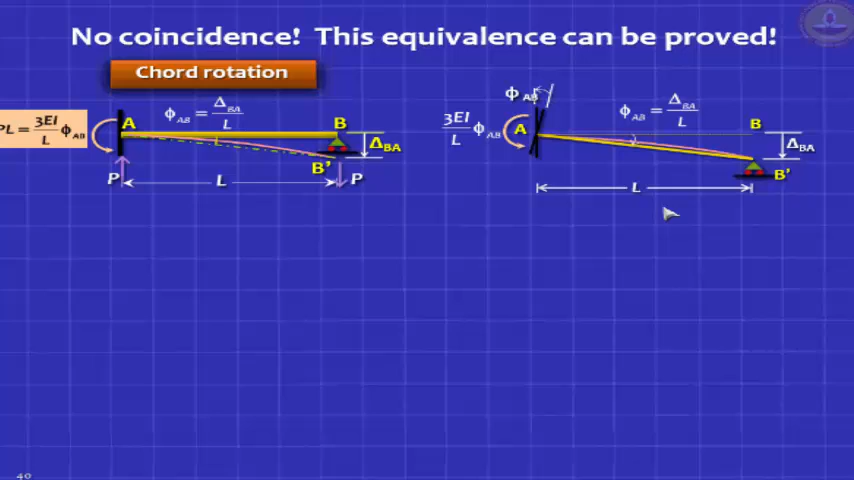 No coincidence! This equivalence can be proved!
Chord rotation
PL = 3EI/L ϕAB
A
ϕAB = ΔBA/L
B
ΔBA
B'
P
L
P
ϕAB
3EI/L ϕAB
A
ϕAB = ΔBA/L
B
ΔBA
B'
L
40